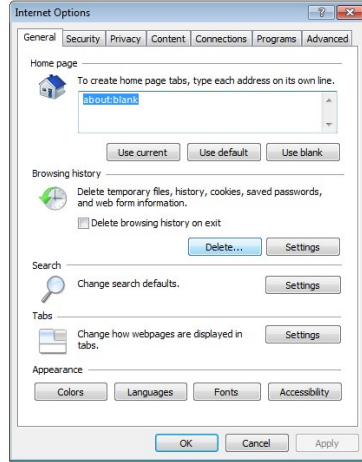 Internet Options
General Security Privacy Content Connections Programs Advanced
Home page
To create home page tabs, type each address on its own line.
about:blank
Use current Use default Use blank
Browsing history
Delete temporary files, history, cookies, saved passwords,
and web form information.
Delete browsing history on exit
Delete... Settings
Search
Change search defaults. Settings
Tabs
Change how webpages are displayed in
tabs. Settings
Appearance
Colors Languages Fonts Accessibility
OK Cancel Apply